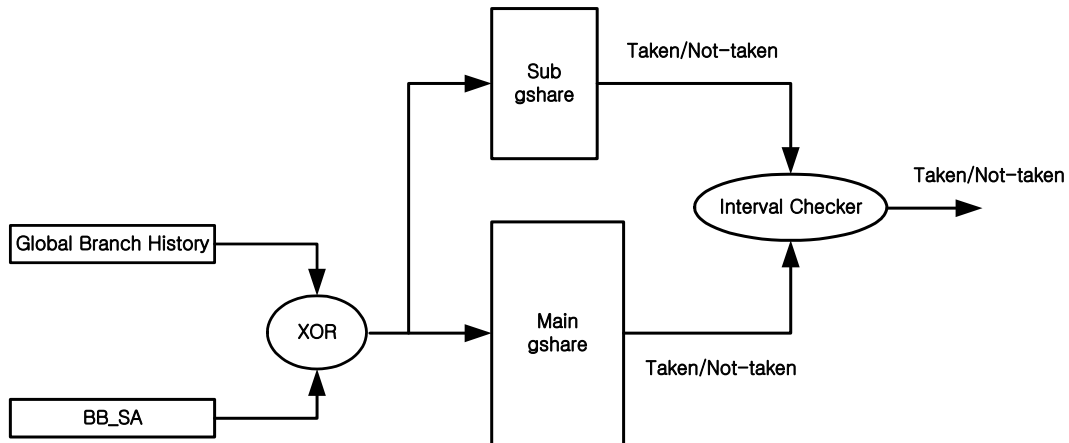 Taken/Not-taken
Sub
gshare
Taken/Not-taken
Interval Checker
Global Branch History
XOR
Main
gshare
Taken/Not-taken
BB_SA